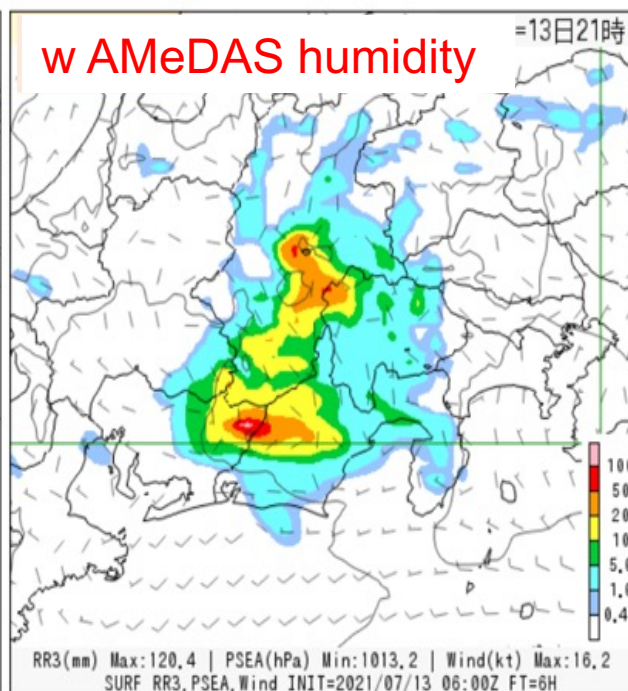 =13日21時
w AMeDAS humidity
100
50
20
10
5.0
1.0
0.4
RR3(mm) Max:120.4 | PSEA(hPa) Min:1013.2 | Wind(kt) Max:16.2
SURF RR3,PSEA,Wind INIT=2021/07/13 06:00Z FT=6H